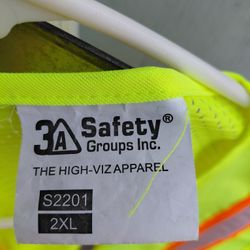 3A Safety®
Groups Inc.
THE HIGH-VIZ APPAREL
S2201
2XL